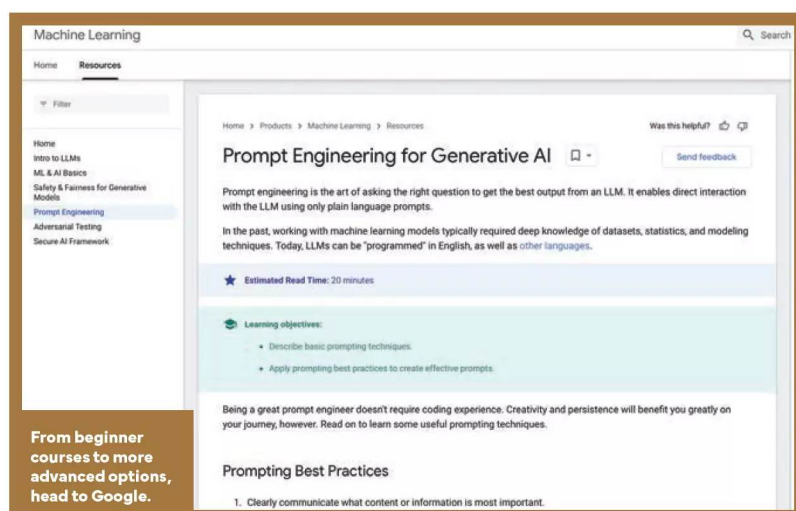 Machine Learning
Search
Home Resources
Filter
Home
Intro to LLMs
ML & AI Basics
Safety & Fairness for Generative
Models
Prompt Engineering
Adversarial Testing
Secure AI Framework
Home > Products > Machine Learning > Resources
Was this helpful?
Prompt Engineering for Generative AI
Send feedback
Prompt engineering is the art of asking the right question to get the best output from an LLM. It enables direct interaction
with the LLM using only plain language prompts.
In the past, working with machine learning models typically required deep knowledge of datasets, statistics, and modeling
techniques. Today, LLMs can be "programmed" in English, as well as other languages.
Estimated Read Time: 20 minutes
Learning objectives:
• Describe basic prompting techniques.
• Apply prompting best practices to create effective prompts.
Being a great prompt engineer doesn't require coding experience. Creativity and persistence will benefit you greatly on
your journey, however. Read on to learn some useful prompting techniques.
Prompting Best Practices
1. Clearly communicate what content or information is most important.
From beginner
courses to more
advanced options,
head to Google.